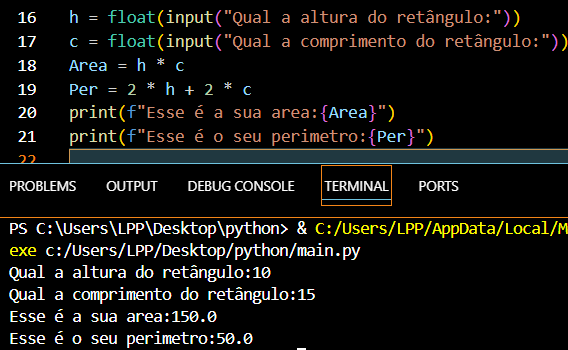 16 h = float(input("Qual a altura do retângulo:"))
17 c = float(input("Qual a comprimento do retângulo:"))
18 Area = h * c
19 Per = 2 * h + 2 * c
20 print(f"Esse é a sua area:{Area}")
21 print(f"Esse é o seu perimetro:{Per}")
22
PROBLEMS OUTPUT DEBUG CONSOLE TERMINAL PORTS
PS C:\Users\LPP\Desktop\python> & C:/Users/LPP/AppData/Local/M
exe c:/Users/LPP/Desktop/python/main.py
Qual a altura do retângulo:10
Qual a comprimento do retângulo:15
Esse é a sua area:150.0
Esse é o seu perimetro:50.0